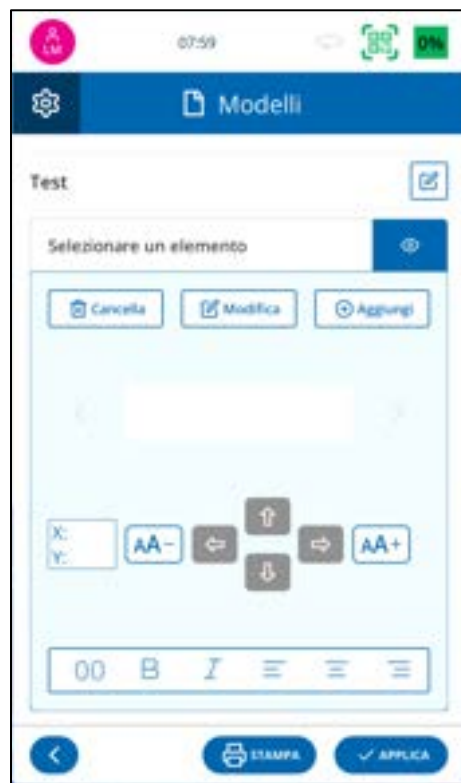 LM 07:59 0%
Modelli
Test
Selezionare un elemento
Cancella Modifica Aggiungi
X:
Y:
AA- AA+
00 B I
STAMPA APPLICA